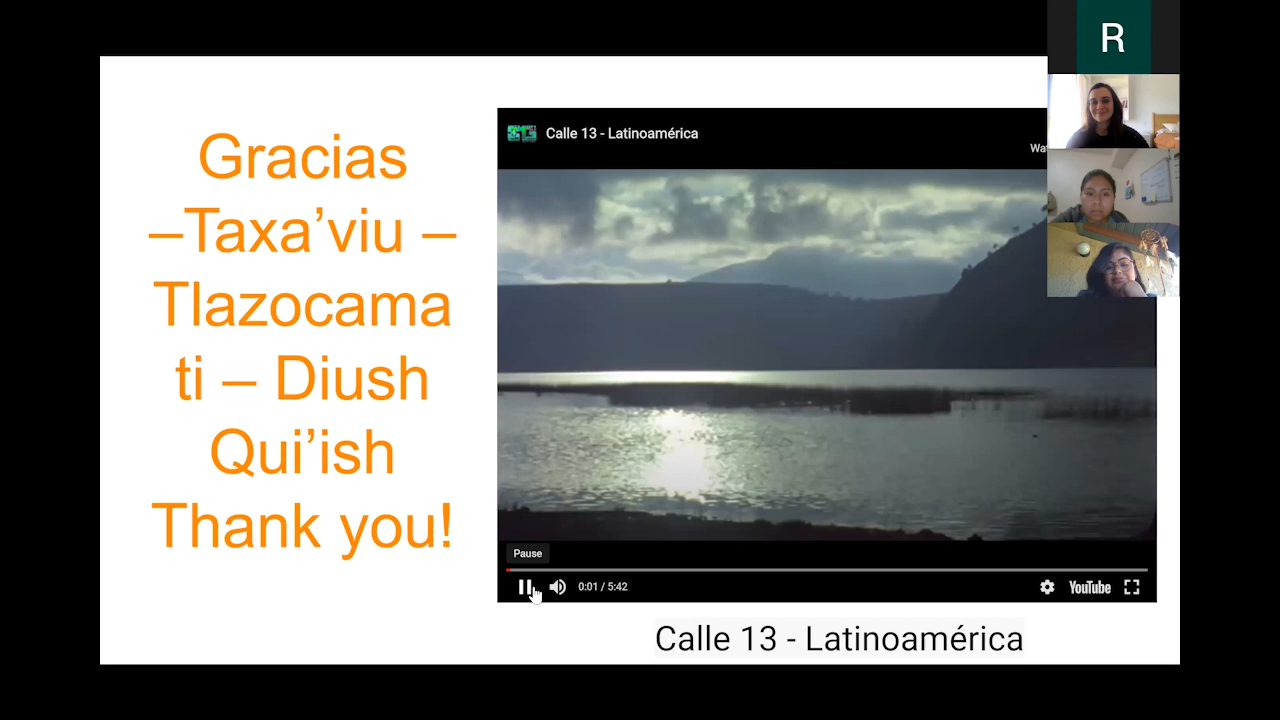 R
Gracias
–Taxa’viu –
Tlazocama
ti – Diush
Qui’ish
Thank you!
Calle 13 - Latinoamérica
Pause
0:01 / 5:42
YouTube
Calle 13 - Latinoamérica